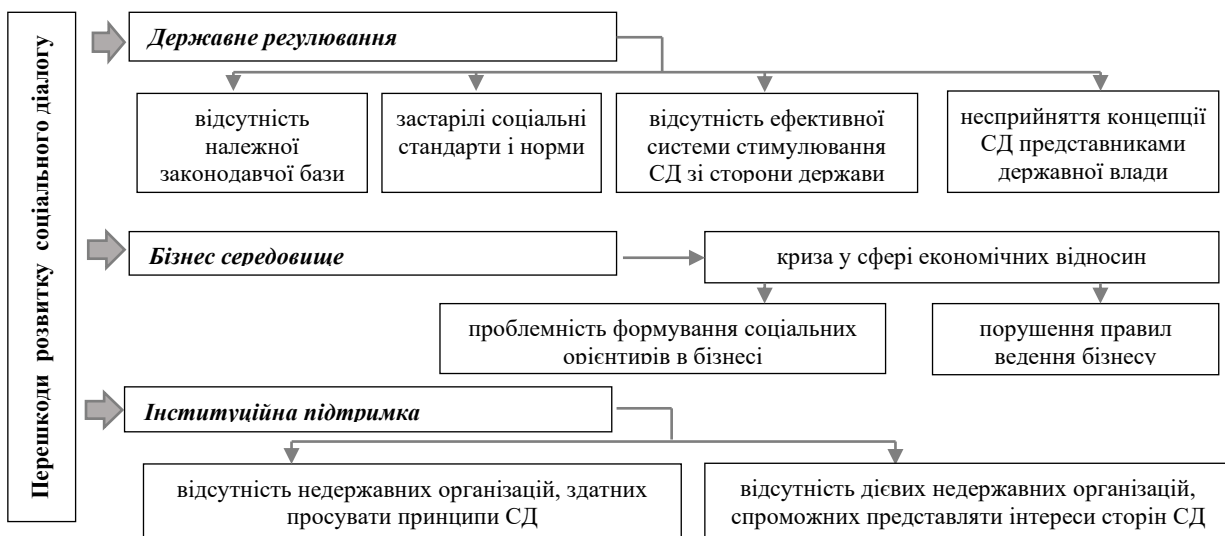 Перешкоди розвитку соціального діалогу
Державне регулювання
відсутність
належної
законодавчої бази
застарілі соціальні
стандарти і норми
відсутність ефективної
системи стимулювання
СД зі сторони держави
несприйняття концепції
СД представниками
державної влади
Бізнес середовище
криза у сфері економічних відносин
проблемність формування соціальних
орієнтирів в бізнесі
порушення правил
ведення бізнесу
Інституційна підтримка
відсутність недержавних організацій, здатних
просувати принципи СД
відсутність дієвих недержавних організацій,
спроможних представляти інтереси сторін СД